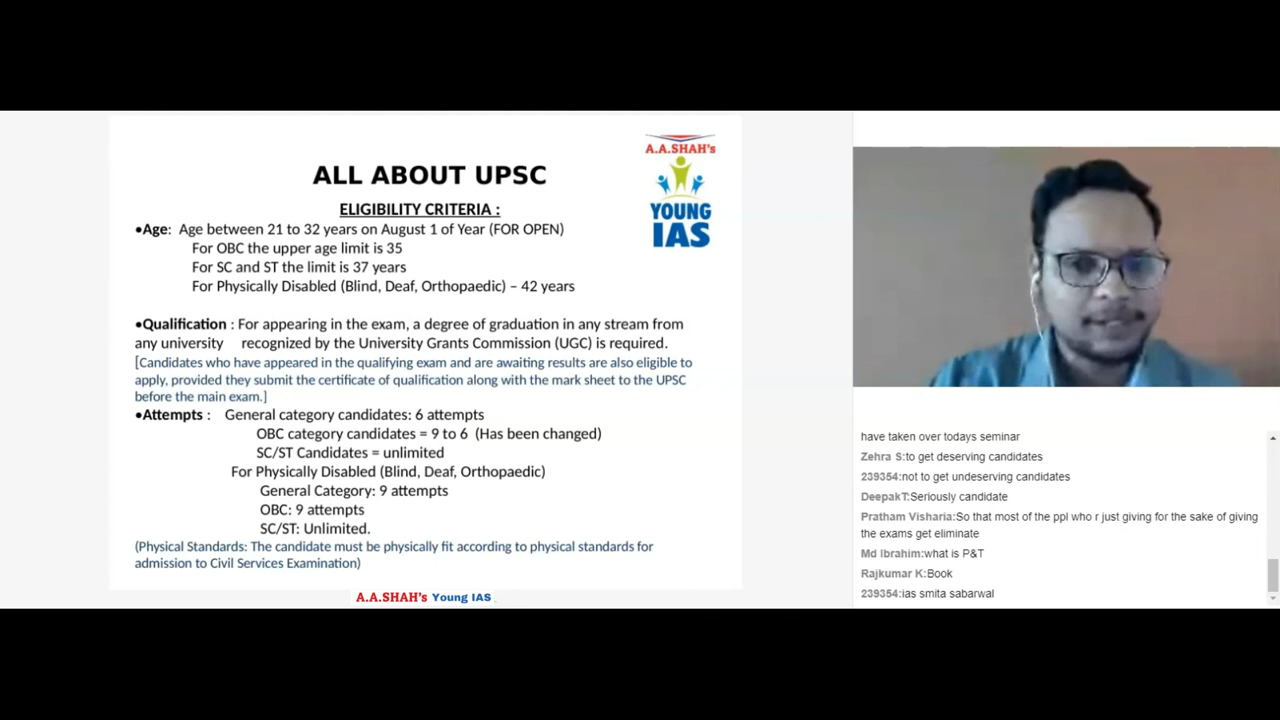 A.A.SHAH's
YOUNG
IAS
ALL ABOUT UPSC
ELIGIBILITY CRITERIA :
•Age: Age between 21 to 32 years on August 1 of Year (FOR OPEN)
For OBC the upper age limit is 35
For SC and ST the limit is 37 years
For Physically Disabled (Blind, Deaf, Orthopaedic) – 42 years
•Qualification : For appearing in the exam, a degree of graduation in any stream from
any university recognized by the University Grants Commission (UGC) is required.
[Candidates who have appeared in the qualifying exam and are awaiting results are also eligible to
apply, provided they submit the certificate of qualification along with the mark sheet to the UPSC
before the main exam.]
•Attempts : General category candidates: 6 attempts
OBC category candidates = 9 to 6 (Has been changed)
SC/ST Candidates = unlimited
For Physically Disabled (Blind, Deaf, Orthopaedic)
General Category: 9 attempts
OBC: 9 attempts
SC/ST: Unlimited.
(Physical Standards: The candidate must be physically fit according to physical standards for
admission to Civil Services Examination)
A.A.SHAH's Young IAS
have taken over todays seminar
Zehra S:to get deserving candidates
239354:not to get undeserving candidates
DeepakT:Seriously candidate
Pratham Visharia:So that most of the ppl who r just giving for the sake of giving
the exams get eliminate
Md Ibrahim:what is P&T
Rajkumar K:Book
239354:ias smita sabarwal